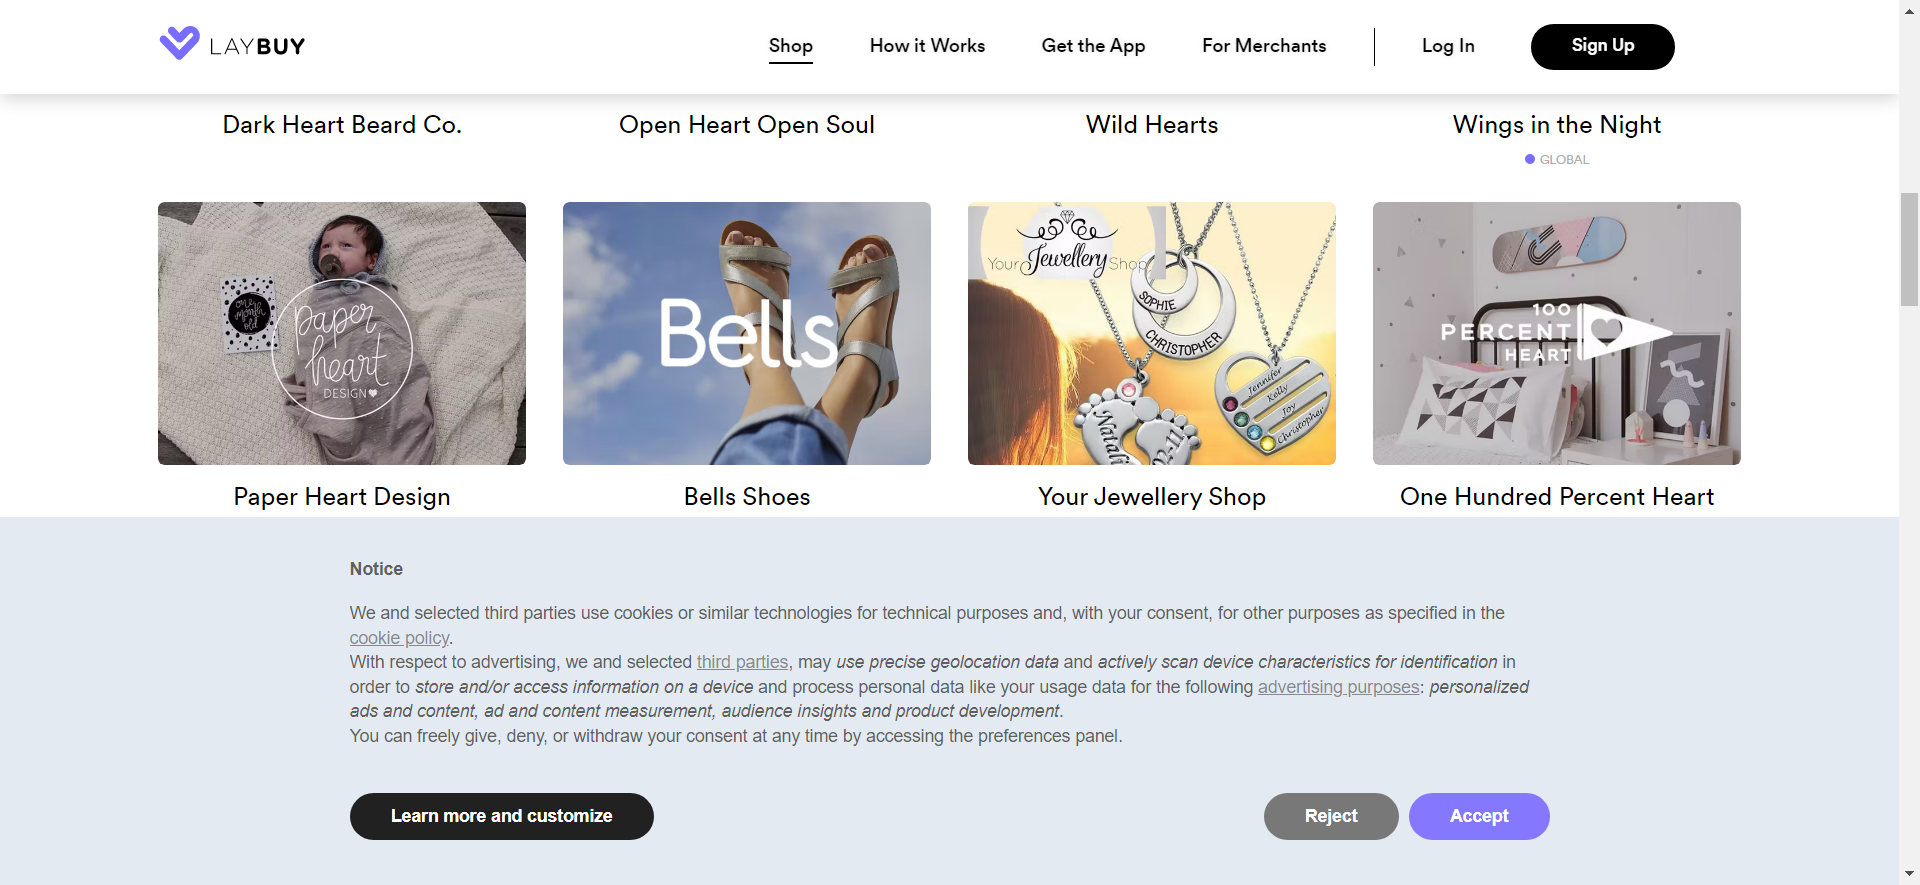 LAYBUY
Shop
How it Works
Get the App
For Merchants
Log In
Sign Up
Dark Heart Beard Co.
Open Heart Open Soul
Wild Hearts
Wings in the Night
GLOBAL
one
month
old
paper
heart
DESIGN
Bells
Your Jewellery Shop
SOPHIE
CHRISTOPHER
Jennifer
Kelly
Joy
Christopher
100
PERCENT
HEART
Paper Heart Design
Bells Shoes
Your Jewellery Shop
One Hundred Percent Heart
Notice
We and selected third parties use cookies or similar technologies for technical purposes and, with your consent, for other purposes as specified in the
cookie policy.
With respect to advertising, we and selected third parties, may use precise geolocation data and actively scan device characteristics for identification in
order to store and/or access information on a device and process personal data like your usage data for the following advertising purposes: personalized
ads and content, ad and content measurement, audience insights and product development.
You can freely give, deny, or withdraw your consent at any time by accessing the preferences panel.
Learn more and customize
Reject
Accept